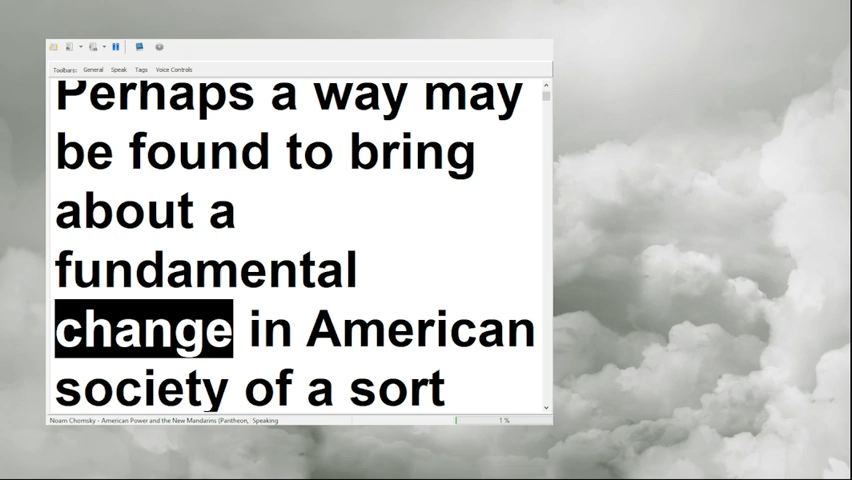 Toolbars: General Speak Tags Voice Controls
Perhaps a way may
be found to bring
about a
fundamental
change in American
society of a sort
Noam Chomsky - American Power and the New Mandarins (Pantheon, Speaking 1 %